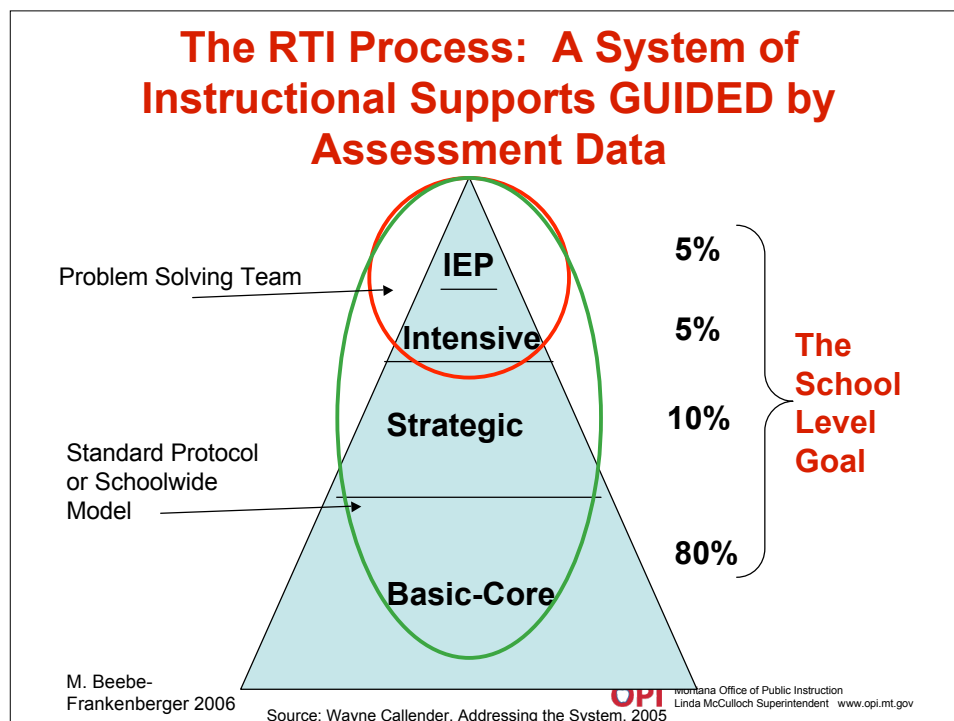 The RTI Process: A System of
Instructional Supports GUIDED by
Assessment Data
IEP
5%
Problem Solving Team
Intensive
5%
The
School
Level
Goal
Strategic
10%
Standard Protocol
or Schoolwide
Model
80%
Basic-Core
M. Beebe-
Frankenberger 2006
OPI
Montana Office of Public Instruction
Linda McCulloch Superintendent www.opi.mt.gov
Source: Wayne Callender, Addressing the System, 2005